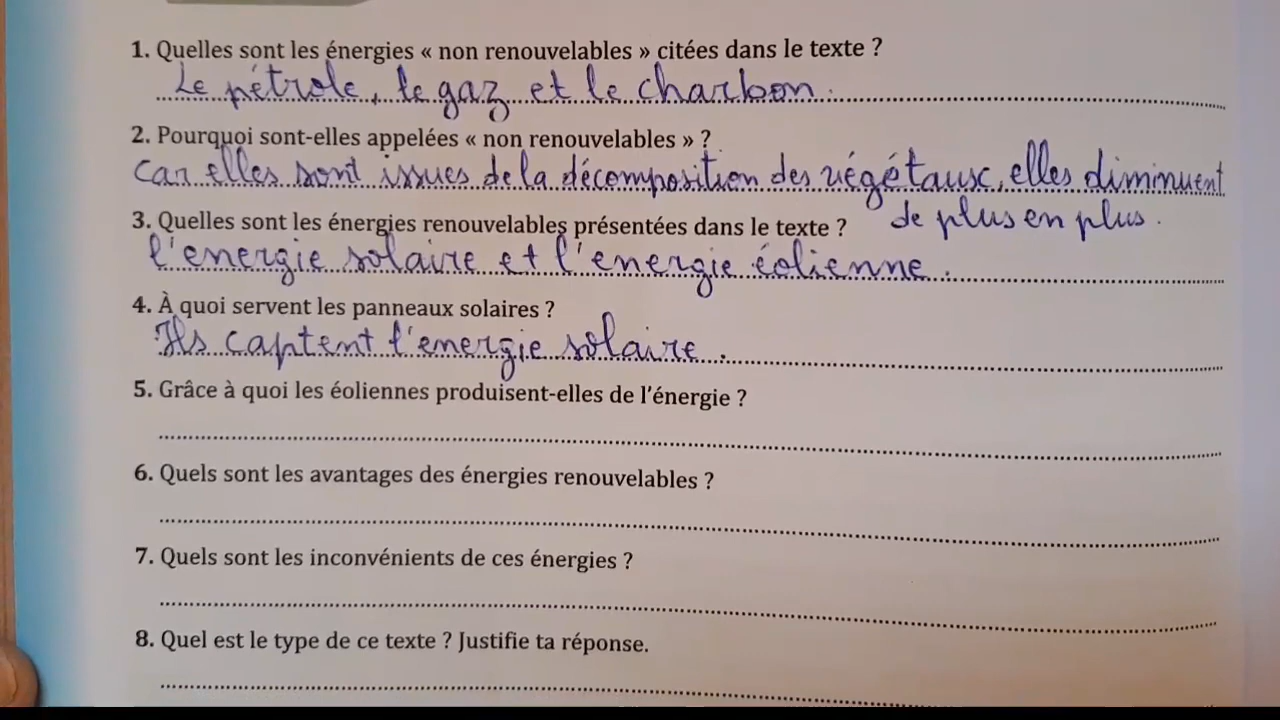 1. Quelles sont les énergies « non renouvelables » citées dans le texte ?
Le pétrole, le gaz et le charbon.
2. Pourquoi sont-elles appelées « non renouvelables » ?
Car elles sont issues de la décomposition des végétaux, elles diminuent
de plus en plus.
3. Quelles sont les énergies renouvelables présentées dans le texte ?
l'energie solaire et l'energie éolienne.
4. À quoi servent les panneaux solaires ?
Ils captent l'energie solaire.
5. Grâce à quoi les éoliennes produisent-elles de l'énergie ?
6. Quels sont les avantages des énergies renouvelables ?
7. Quels sont les inconvénients de ces énergies ?
8. Quel est le type de ce texte ? Justifie ta réponse.